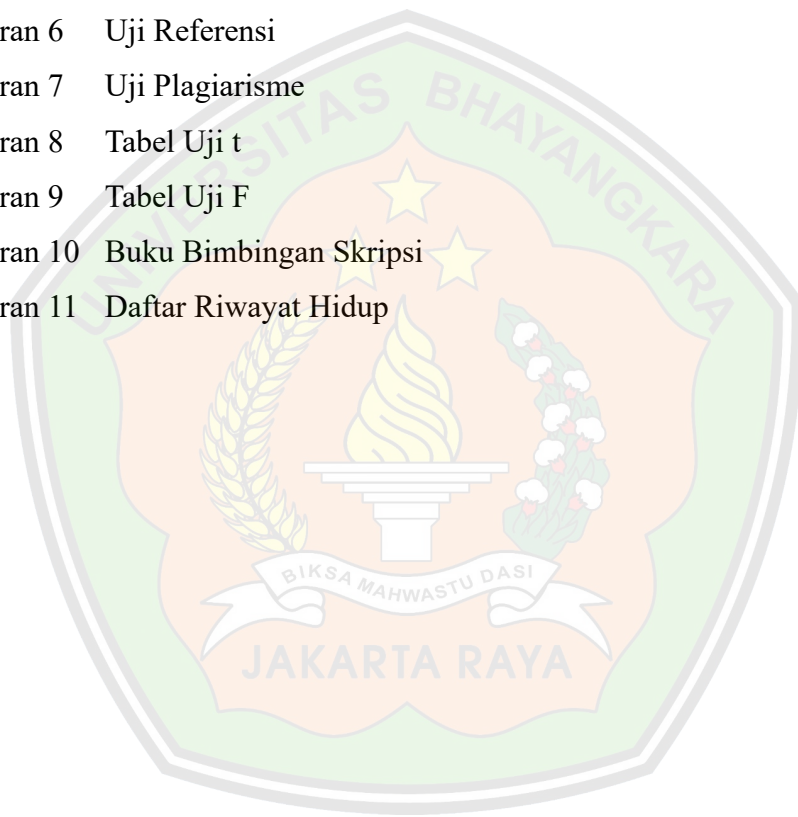 ran 6 Uji Referensi
ran 7 Uji Plagiarisme
ran 8 Tabel Uji t
ran 9 Tabel Uji F
ran 10 Buku Bimbingan Skripsi
ran 11 Daftar Riwayat Hidup
UNIVERSITAS BHAYANGKARA
BIKSA MAHWASTU DASI
JAKARTA RAYA